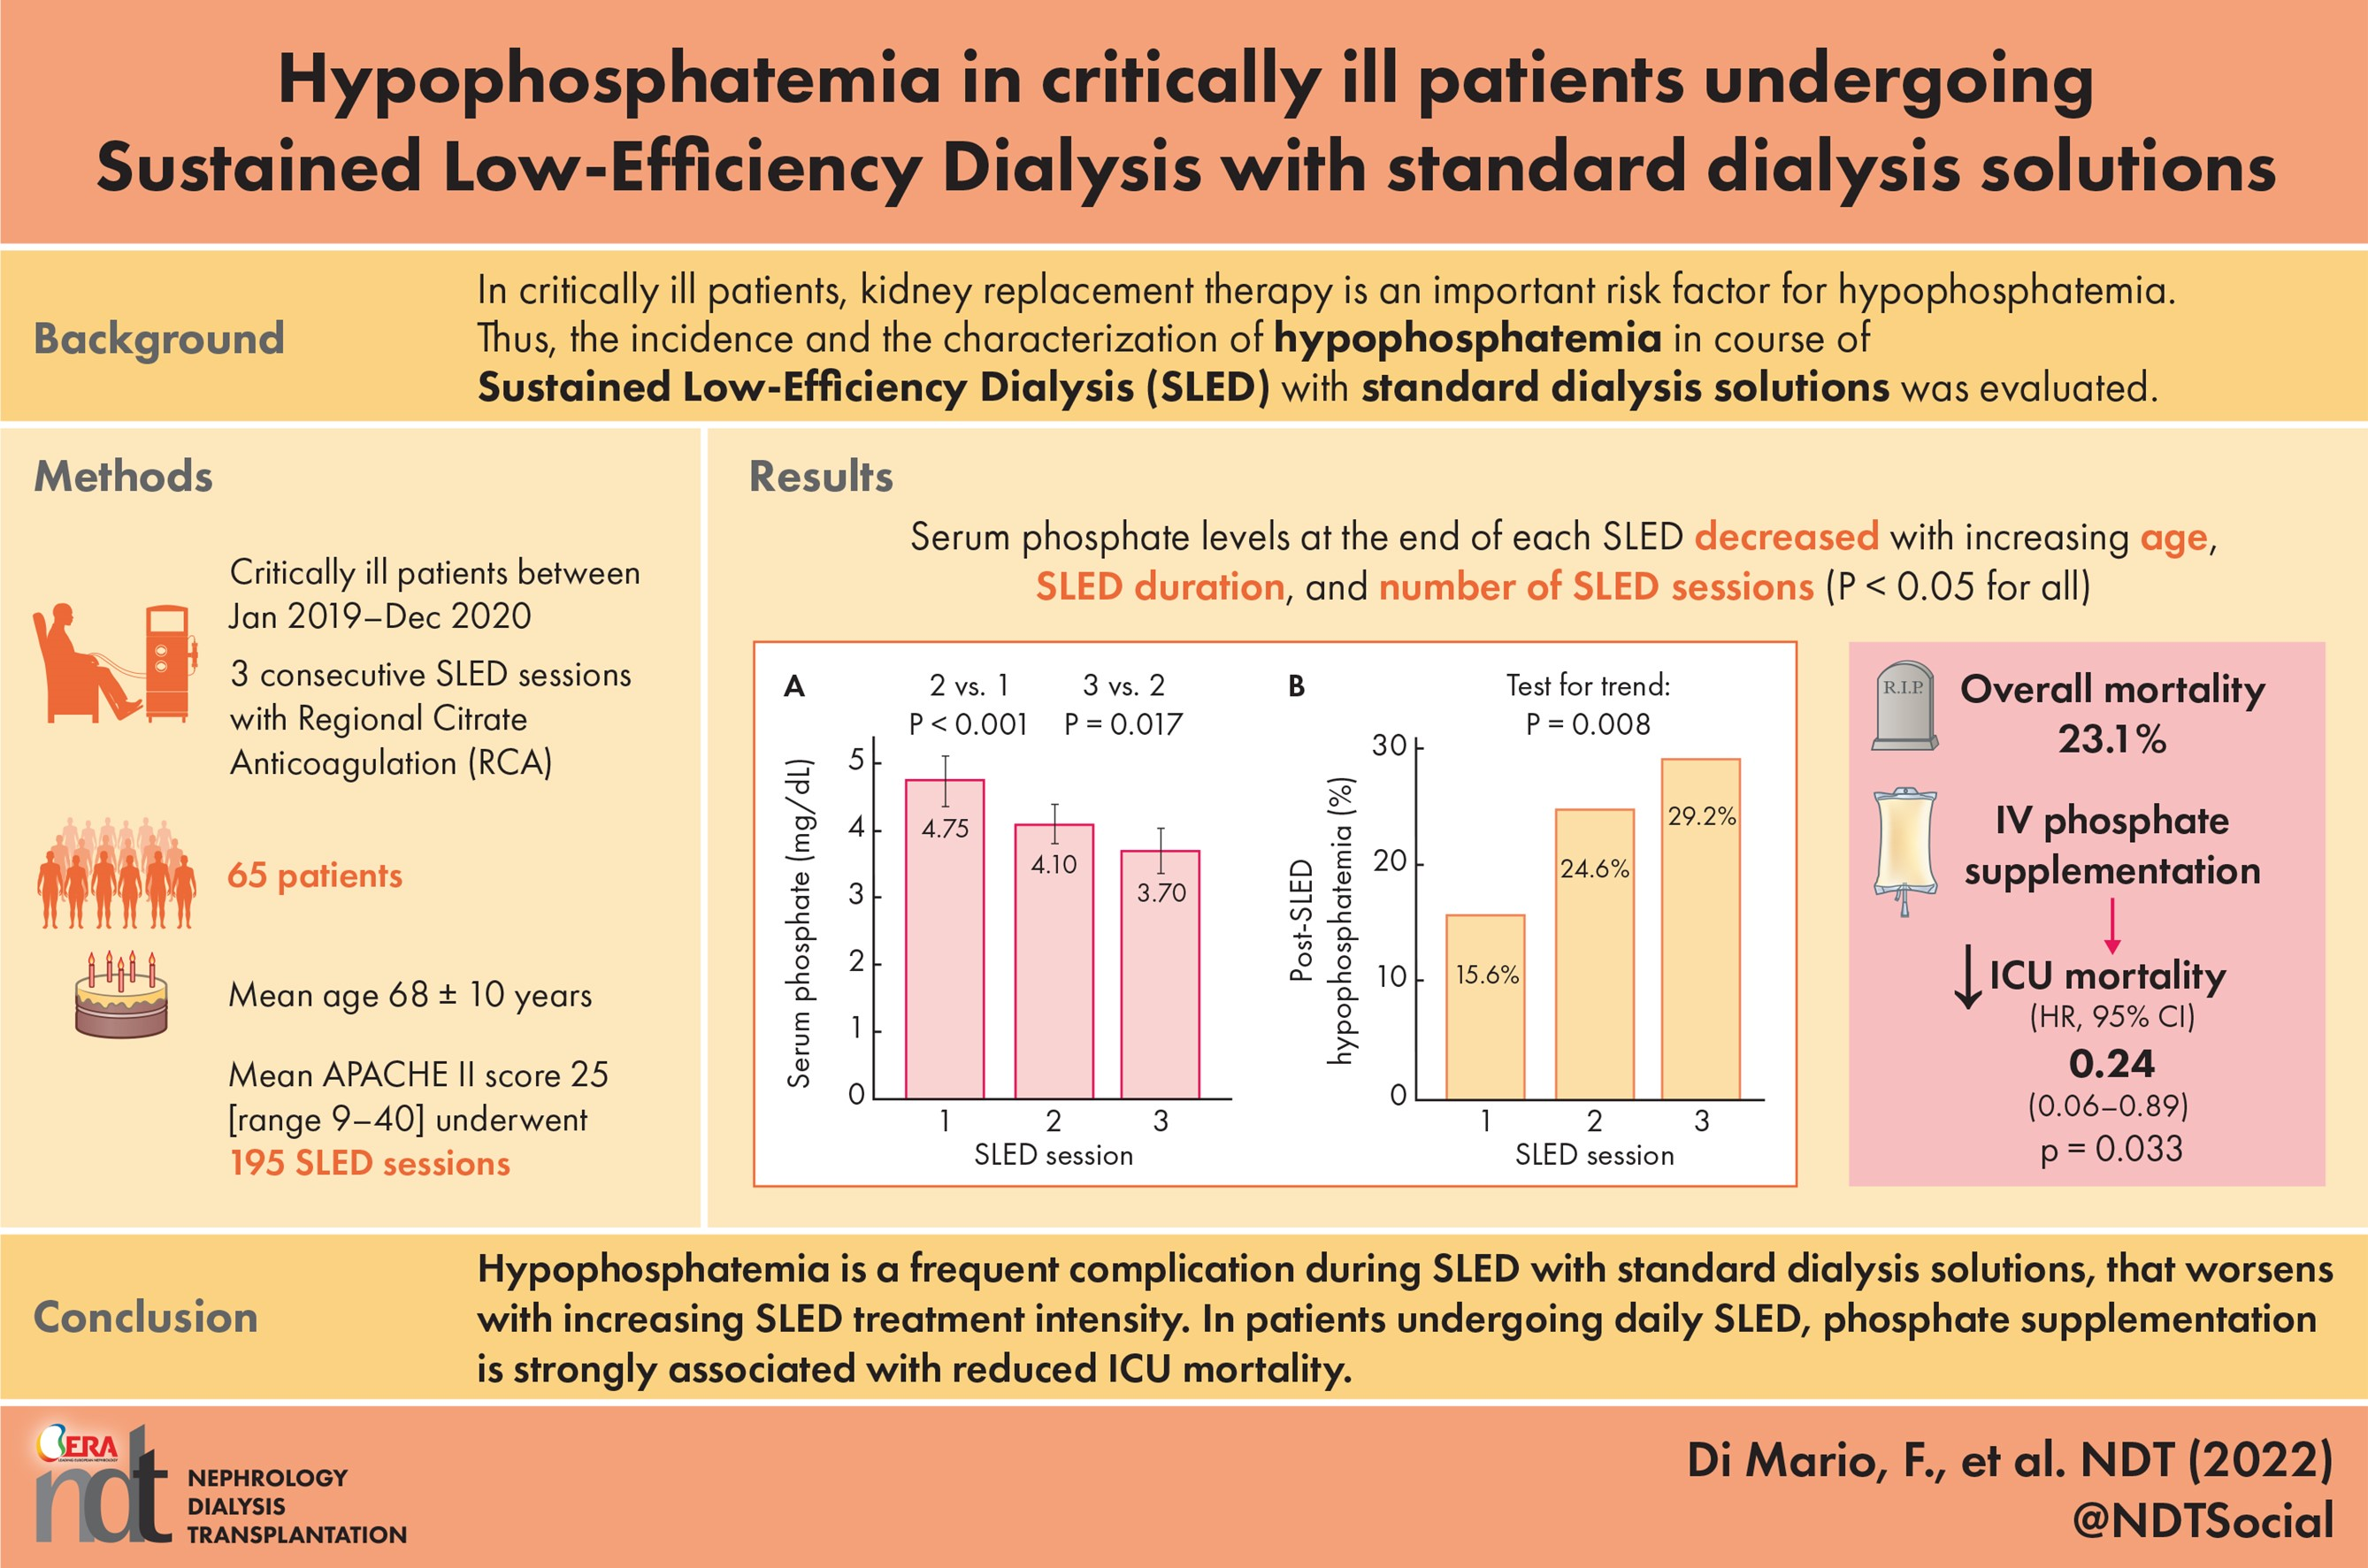 Hypophosphatemia in critically ill patients undergoing
Sustained Low-Efficiency Dialysis with standard dialysis solutions
Background
In critically ill patients, kidney replacement therapy is an important risk factor for hypophosphatemia.
Thus, the incidence and the characterization of hypophosphatemia in course of
Sustained Low-Efficiency Dialysis (SLED) with standard dialysis solutions was evaluated.
Methods
Critically ill patients between
Jan 2019–Dec 2020
3 consecutive SLED sessions
with Regional Citrate
Anticoagulation (RCA)
65 patients
Mean age 68 ± 10 years
Mean APACHE II score 25
[range 9–40] underwent
195 SLED sessions
Results
Serum phosphate levels at the end of each SLED decreased with increasing age,
SLED duration, and number of SLED sessions (P < 0.05 for all)
A
2 vs. 1
P < 0.001
3 vs. 2
P = 0.017
Serum phosphate (mg/dL)
5
4
3
2
1
0
4.75
4.10
3.70
1
2
3
SLED session
B
Test for trend:
P = 0.008
Post-SLED
hypophosphatemia (%)
30
20
10
0
15.6%
24.6%
29.2%
1
2
3
SLED session
R.I.P.
Overall mortality
23.1%
IV phosphate
supplementation
ICU mortality
(HR, 95% CI)
0.24
(0.06–0.89)
p = 0.033
Conclusion
Hypophosphatemia is a frequent complication during SLED with standard dialysis solutions, that worsens
with increasing SLED treatment intensity. In patients undergoing daily SLED, phosphate supplementation
is strongly associated with reduced ICU mortality.
ERA
LEADING EUROPEAN NEPHROLOGY
ndt
NEPHROLOGY
DIALYSIS
TRANSPLANTATION
Di Mario, F., et al. NDT (2022)
@NDTSocial